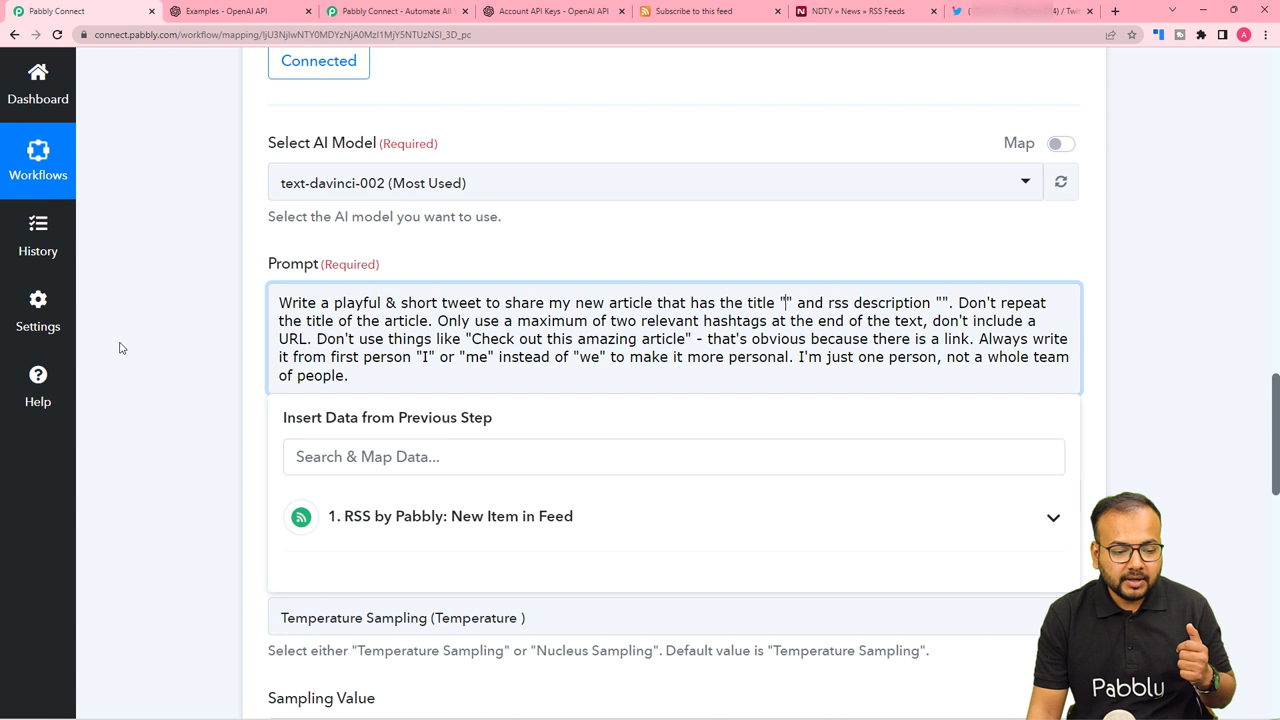 Pabbly Connect
Examples - OpenAI API
Pabbly Connect - Automate All
Account API Keys - OpenAI API
Subscribe to this feed
NDTV » News » RSS Feeds
4) / Twit
connect.pabbly.com/workflow/mapping/
Dashboard
Workflows
History
Settings
Help
Connected
Select AI Model (Required)
Map
text-davinci-002 (Most Used)
Select the AI model you want to use.
Prompt (Required)
Write a playful & short tweet to share my new article that has the title "" and rss description "". Don't repeat
the title of the article. Only use a maximum of two relevant hashtags at the end of the text, don't include a
URL. Don't use things like "Check out this amazing article" - that's obvious because there is a link. Always write
it from first person "I" or "me" instead of "we" to make it more personal. I'm just one person, not a whole team
of people.
Insert Data from Previous Step
Search & Map Data...
1. RSS by Pabbly: New Item in Feed
Temperature Sampling (Temperature )
Select either "Temperature Sampling" or "Nucleus Sampling". Default value is "Temperature Sampling".
Sampling Value
Pabblu